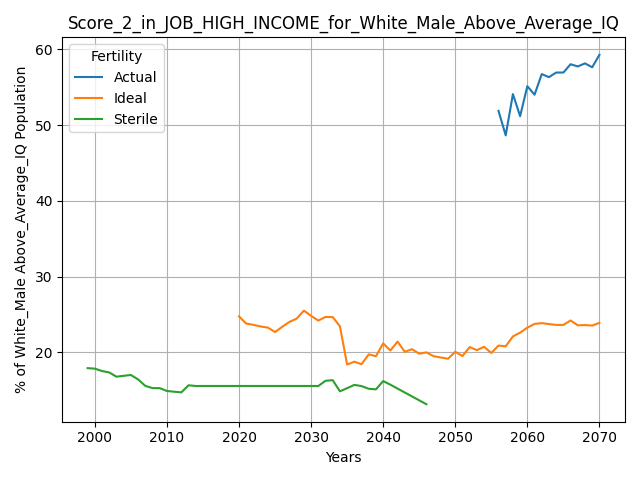 Score_2_in_JOB_HIGH_INCOME_for_White_Male_Above_Average_IQ
% of White_Male Above_Average_IQ Population
60
50
40
30
20
Fertility
Actual
Ideal
Sterile
2000 2010 2020 2030 2040 2050 2060 2070
Years